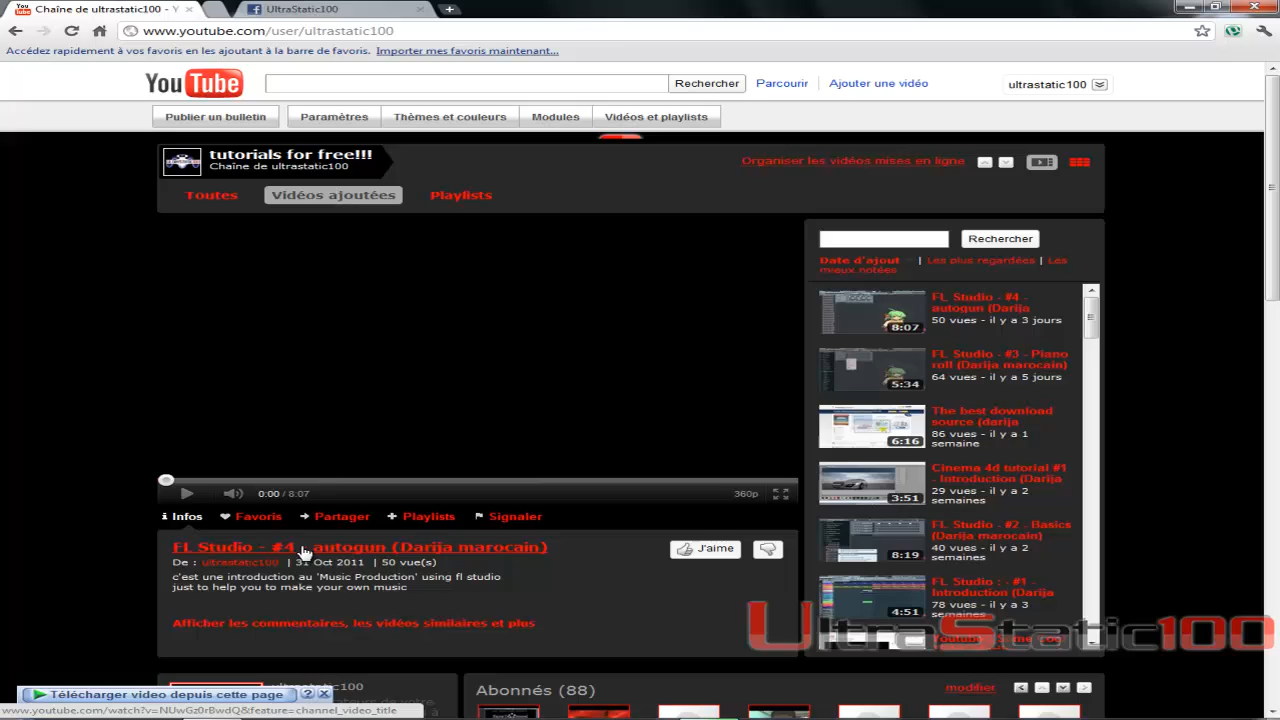 Chaîne de ultrastatic100 - Y
UltraStatic100
www.youtube.com/user/ultrastatic100
Accédez rapidement à vos favoris en les ajoutant à la barre de favoris. Importer mes favoris maintenant...
YouTube
Rechercher
Parcourir
Ajouter une vidéo
ultrastatic100
Publier un bulletin
Paramètres
Thèmes et couleurs
Modules
Vidéos et playlists
tutorials for free!!!
Chaîne de ultrastatic100
Organiser les vidéos mises en ligne
Toutes
Vidéos ajoutées
Playlists
Rechercher
Date d'ajout | Les plus regardées | Les
mieux notées
FL Studio - #4 -
autogun (Darija
50 vues - il y a 3 jours
8:07
FL Studio - #3 - Piano
roll (Darija marocain)
64 vues - il y a 5 jours
5:34
The best download
source (darija
86 vues - il y a 1
semaine
6:16
Cinema 4d tutorial #1
- Introduction (Darija
29 vues - il y a 2
semaines
3:51
FL Studio - #2 - Basics
(Darija marocain)
40 vues - il y a 2
semaines
8:19
FL Studio : - #1 -
Introduction (Darija
78 vues - il y a 3
semaines
4:51
0:00 / 8:07
360p
Infos
Favoris
Partager
Playlists
Signaler
FL Studio - #4 - autogun (Darija marocain)
J'aime
De : ultrastatic100 | 31 Oct 2011 | 50 vue(s)
c'est une introduction au 'Music Production' using fl studio
just to help you to make your own music
Afficher les commentaires, les vidéos similaires et plus
UltraStatic100
ultrastatic100
Abonnés (88)
modifier
Télécharger video depuis cette page
www.youtube.com/watch?v=NUwGz0rBwdQ&feature=channel_video_title